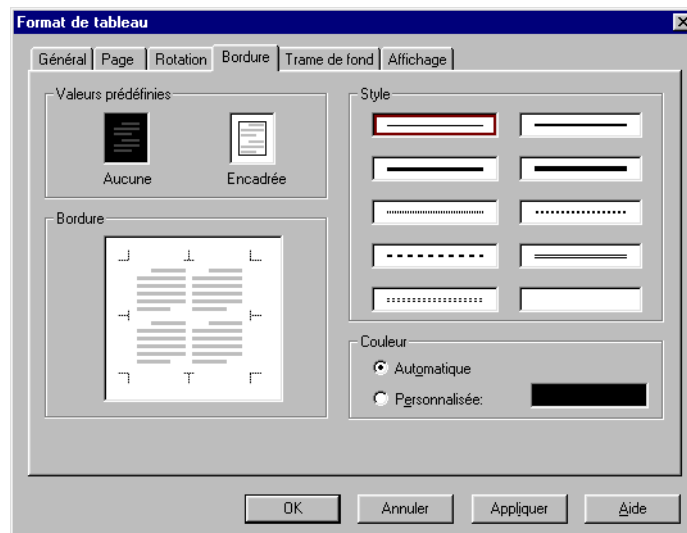 Format de tableau
Général Page Rotation Bordure Trame de fond Affichage
Valeurs prédéfinies
Aucune Encadrée
Bordure
Style
Couleur
Automatique
Personnalisée:
OK Annuler Appliquer Aide